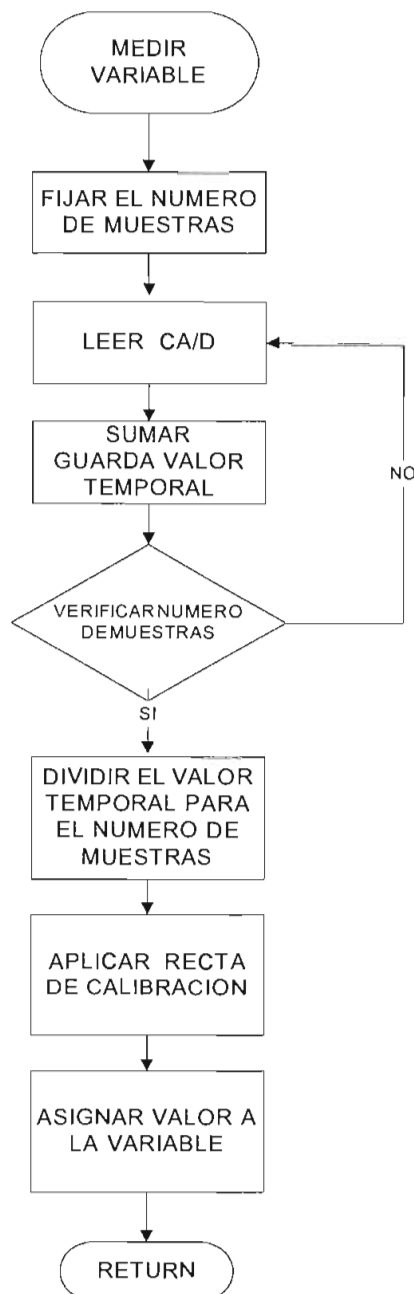 MEDIR
VARIABLE
FIJAR EL NUMERO
DE MUESTRAS
LEER CA/D
SUMAR
GUARDA VALOR
TEMPORAL
NO
VERIFICARNUMERO
DEMUESTRAS
SI
DIVIDIR EL VALOR
TEMPORAL PARA
EL NUMERO DE
MUESTRAS
APLICAR RECTA
DE CALIBRACION
ASIGNAR VALOR A
LA VARIABLE
RETURN